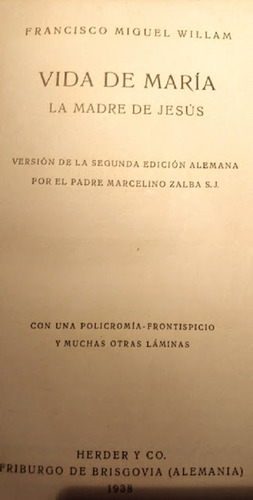 FRANCISCO MIGUEL WILLAM
VIDA DE MARÍA
LA MADRE DE JESÚS
VERSIÓN DE LA SEGUNDA EDICIÓN ALEMANA
POR EL PADRE MARCELINO ZALBA S.J.
CON UNA POLICROMÍA-FRONTISPICIO
Y MUCHAS OTRAS LÁMINAS
HERDER Y CO.
FRIBURGO DE BRISGOVIA (ALEMANIA)
1938